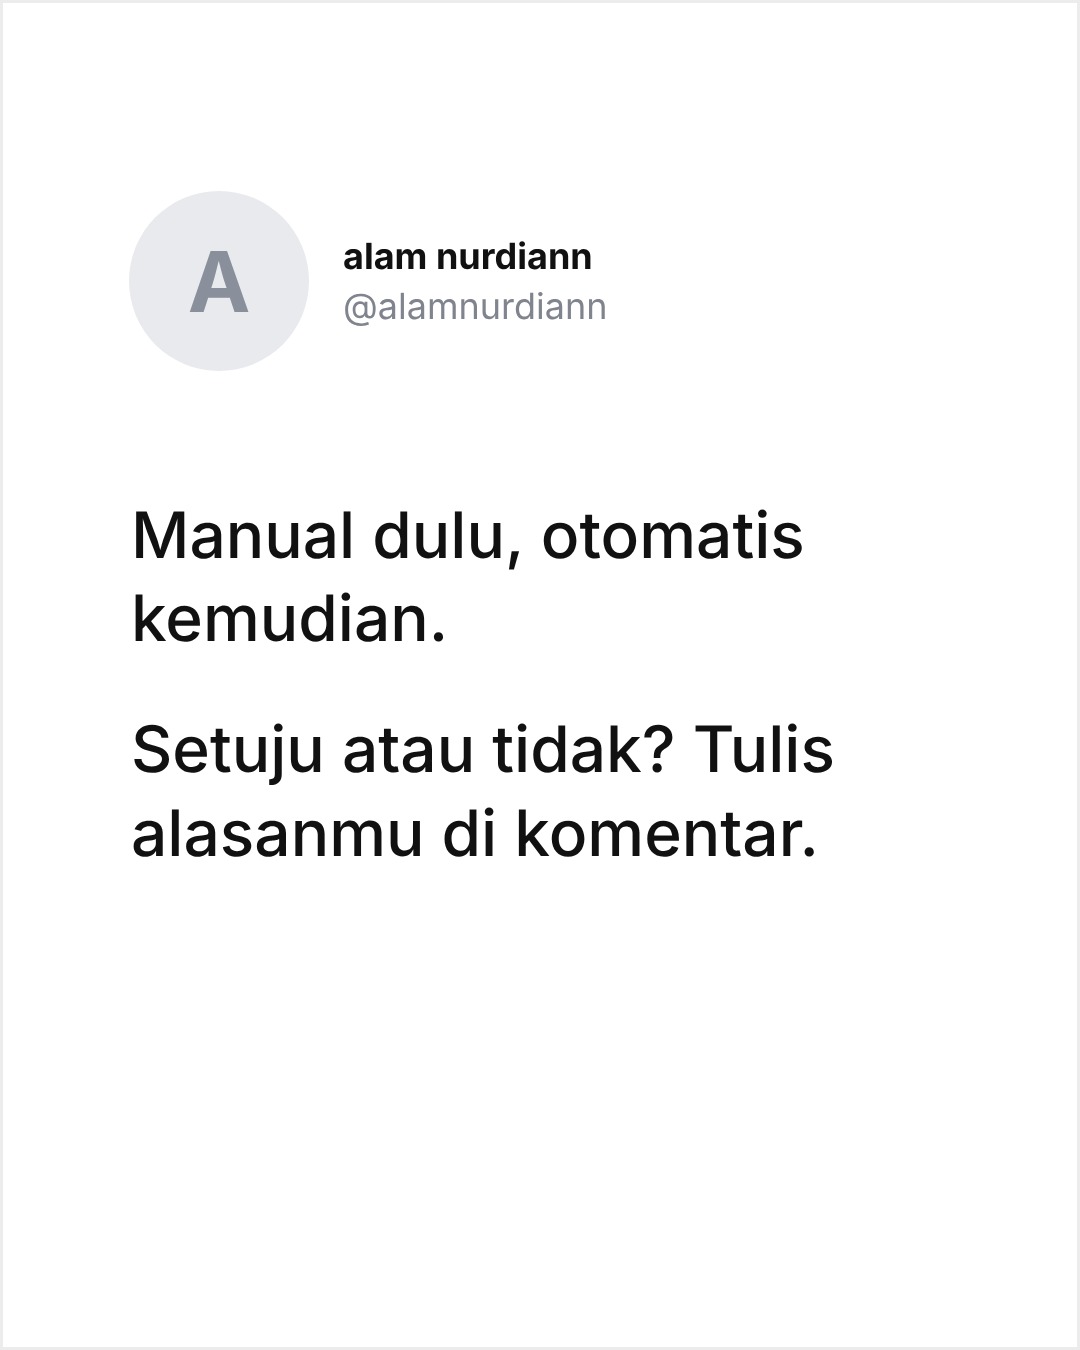 A
alam nurdiann
@alamnurdiann
Manual dulu, otomatis
kemudian.
Setuju atau tidak? Tulis
alasanmu di komentar.